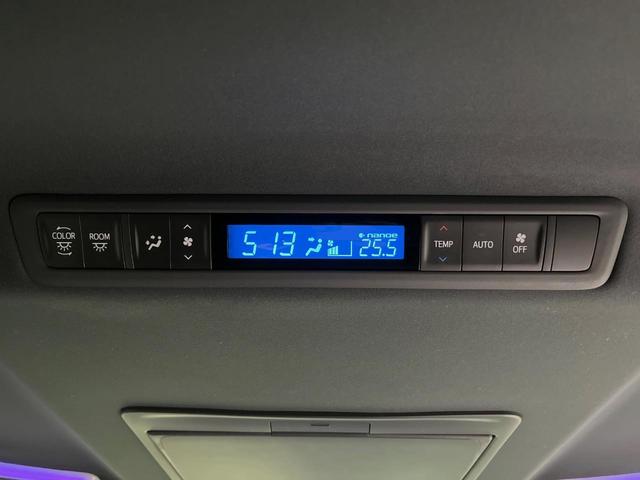 COLOR
ROOM
5 13
nanoe
25.5
TEMP
AUTO
OFF